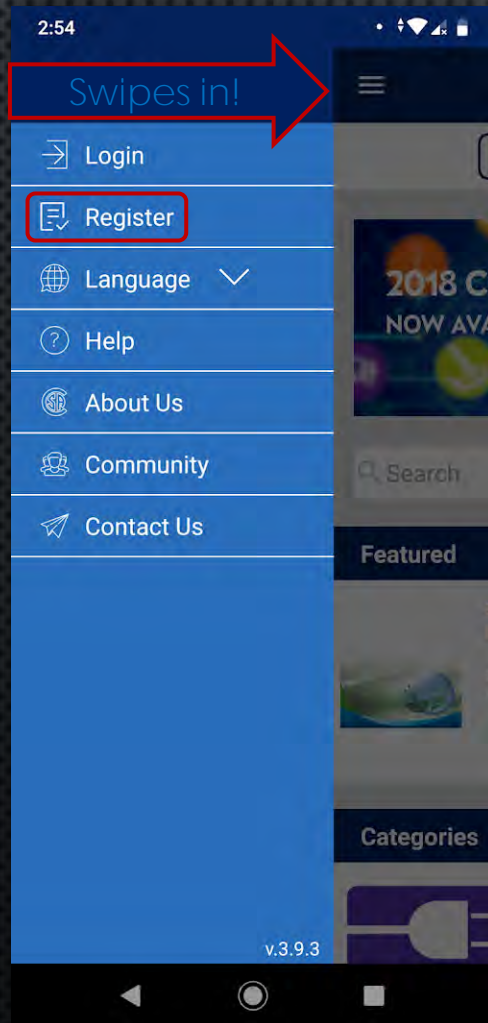 2:54
Swipes in!
Login
Register
Language
Help
About Us
Community
Contact Us
v.3.9.3
2018 C
NOW AVA
Search
Featured
Categories